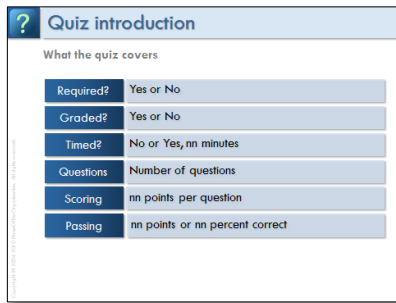 ?
Quiz introduction
What the quiz covers
Required? Yes or No
Graded? Yes or No
Timed? No or Yes, nn minutes
Questions Number of questions
Scoring nn points per question
Passing nn points or nn percent correct